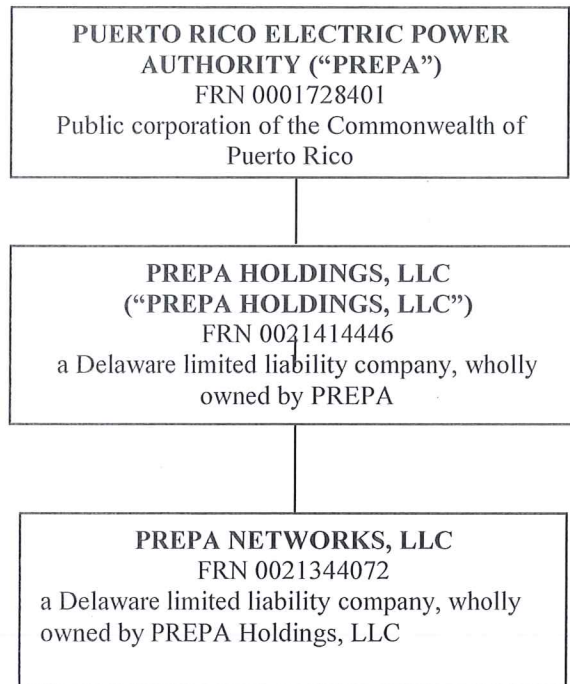 PUERTO RICO ELECTRIC POWER
AUTHORITY (“PREPA”)
FRN 0001728401
Public corporation of the Commonwealth of
Puerto Rico
PREPA HOLDINGS, LLC
(“PREPA HOLDINGS, LLC”)
FRN 0021414446
a Delaware limited liability company, wholly
owned by PREPA
PREPA NETWORKS, LLC
FRN 0021344072
a Delaware limited liability company, wholly
owned by PREPA Holdings, LLC